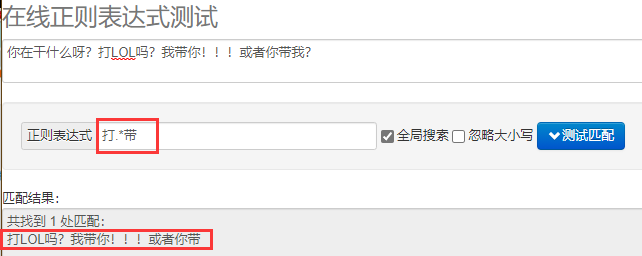 在线正则表达式测试
你在干什么呀？打LOL吗？我带你！！！或者你带我？
正则表达式 打.*带 全局搜索 忽略大小写 测试匹配
匹配结果：
共找到 1 处匹配：
打LOL吗？我带你！！！或者你带